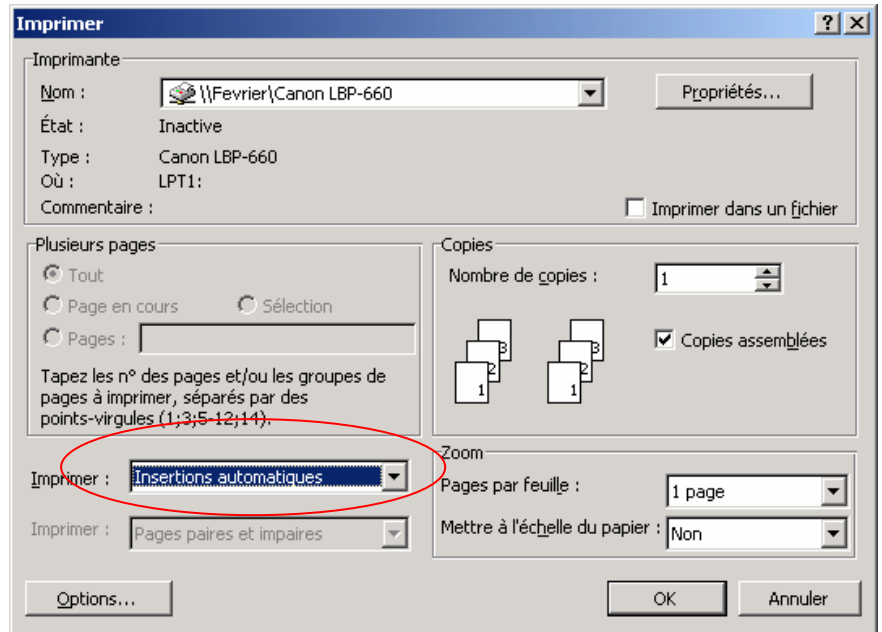 Imprimer
Imprimante
Nom : \\Fevrier\Canon LBP-660 Propriétés...
État : Inactive
Type : Canon LBP-660
Où : LPT1:
Commentaire : Imprimer dans un fichier
Plusieurs pages
Tout
Page en cours Sélection
Pages :
Tapez les n° des pages et/ou les groupes de
pages à imprimer, séparés par des
points-virgules (1;3;5-12;14).
Copies
Nombre de copies : 1
Copies assemblées
3 3
2 2
1 1
Imprimer : Insertions automatiques
Imprimer : Pages paires et impaires
Zoom
Pages par feuille : 1 page
Mettre à l'échelle du papier : Non
Options... OK Annuler